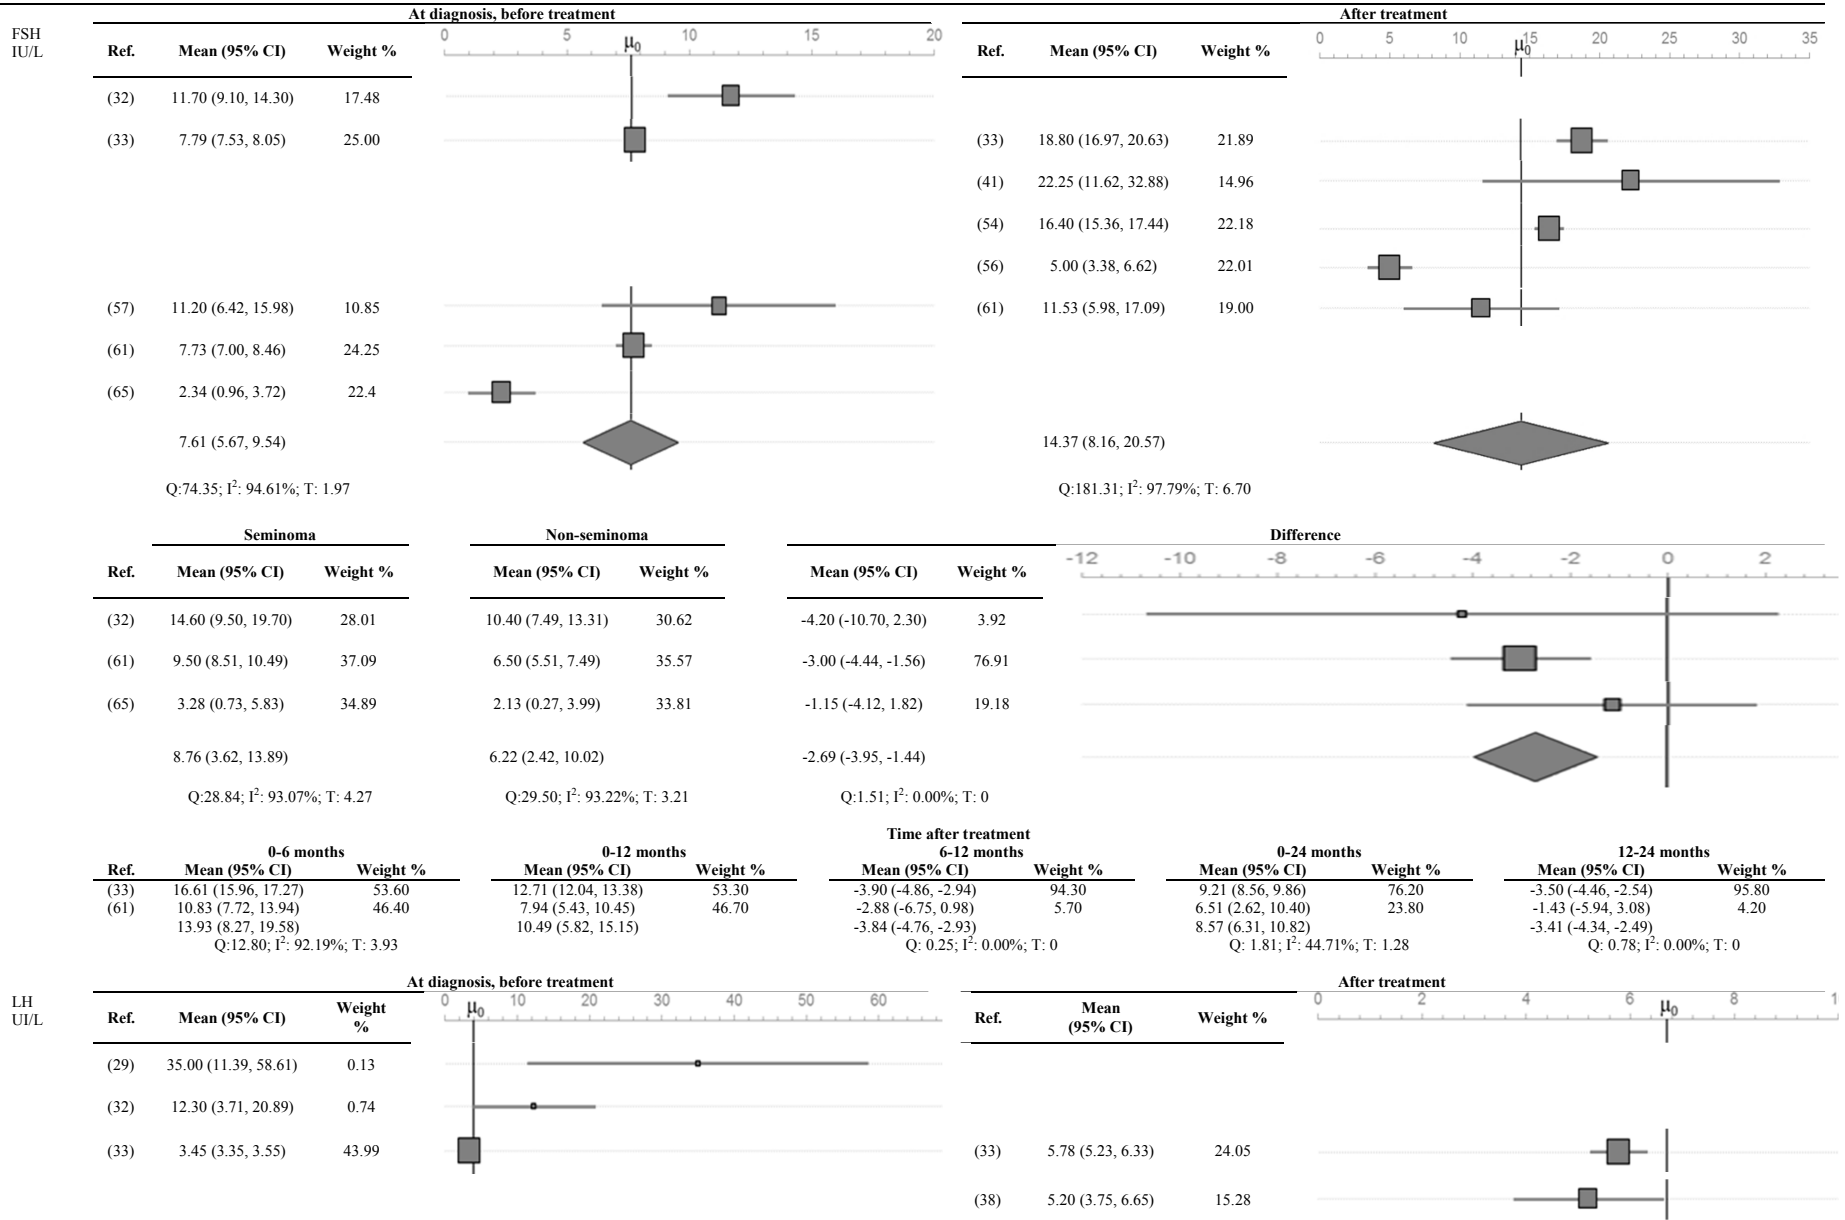 At diagnosis, before treatment After treatment
FSH
IU/L
Ref. Mean (95% CI) Weight % 0 5 μ0 10 15 20 Ref. Mean (95% CI) Weight % 0 5 10 μ0 15 20 25 30 35
(32) 11.70 (9.10, 14.30) 17.48
(33) 7.79 (7.53, 8.05) 25.00 (33) 18.80 (16.97, 20.63) 21.89
(41) 22.25 (11.62, 32.88) 14.96
(54) 16.40 (15.36, 17.44) 22.18
(56) 5.00 (3.38, 6.62) 22.01
(57) 11.20 (6.42, 15.98) 10.85 (61) 11.53 (5.98, 17.09) 19.00
(61) 7.73 (7.00, 8.46) 24.25
(65) 2.34 (0.96, 3.72) 22.4
7.61 (5.67, 9.54) 14.37 (8.16, 20.57)
Q:74.35; I2: 94.61%; T: 1.97 Q:181.31; I2: 97.79%; T: 6.70
Seminoma Non-seminoma Difference
Ref. Mean (95% CI) Weight % Mean (95% CI) Weight % Mean (95% CI) Weight % -12 -10 -8 -6 -4 -2 0 2
(32) 14.60 (9.50, 19.70) 28.01 10.40 (7.49, 13.31) 30.62 -4.20 (-10.70, 2.30) 3.92
(61) 9.50 (8.51, 10.49) 37.09 6.50 (5.51, 7.49) 35.57 -3.00 (-4.44, -1.56) 76.91
(65) 3.28 (0.73, 5.83) 34.89 2.13 (0.27, 3.99) 33.81 -1.15 (-4.12, 1.82) 19.18
8.76 (3.62, 13.89) 6.22 (2.42, 10.02) -2.69 (-3.95, -1.44)
Q:28.84; I2: 93.07%; T: 4.27 Q:29.50; I2: 93.22%; T: 3.21 Q:1.51; I2: 0.00%; T: 0
Time after treatment
0-6 months 0-12 months 6-12 months 0-24 months 12-24 months
Ref. Mean (95% CI) Weight % Mean (95% CI) Weight % Mean (95% CI) Weight % Mean (95% CI) Weight % Mean (95% CI) Weight %
(33) 16.61 (15.96, 17.27) 53.60 12.71 (12.04, 13.38) 53.30 -3.90 (-4.86, -2.94) 94.30 9.21 (8.56, 9.86) 76.20 -3.50 (-4.46, -2.54) 95.80
(61) 10.83 (7.72, 13.94) 46.40 7.94 (5.43, 10.45) 46.70 -2.88 (-6.75, 0.98) 5.70 6.51 (2.62, 10.40) 23.80 -1.43 (-5.94, 3.08) 4.20
13.93 (8.27, 19.58) 10.49 (5.82, 15.15) -3.84 (-4.76, -2.93) 8.57 (6.31, 10.82) -3.41 (-4.34, -2.49)
Q:12.80; I2: 92.19%; T: 3.93 Q: 0.25; I2: 0.00%; T: 0 Q: 1.81; I2: 44.71%; T: 1.28 Q: 0.78; I2: 0.00%; T: 0
At diagnosis, before treatment After treatment
LH
UI/L
Ref. Mean (95% CI) Weight % 0 μ0 10 20 30 40 50 60 Ref. Mean (95% CI) Weight % 0 2 4 6 μ0 8
(29) 35.00 (11.39, 58.61) 0.13
(32) 12.30 (3.71, 20.89) 0.74
(33) 3.45 (3.35, 3.55) 43.99 (33) 5.78 (5.23, 6.33) 24.05
(38) 5.20 (3.75, 6.65) 15.28